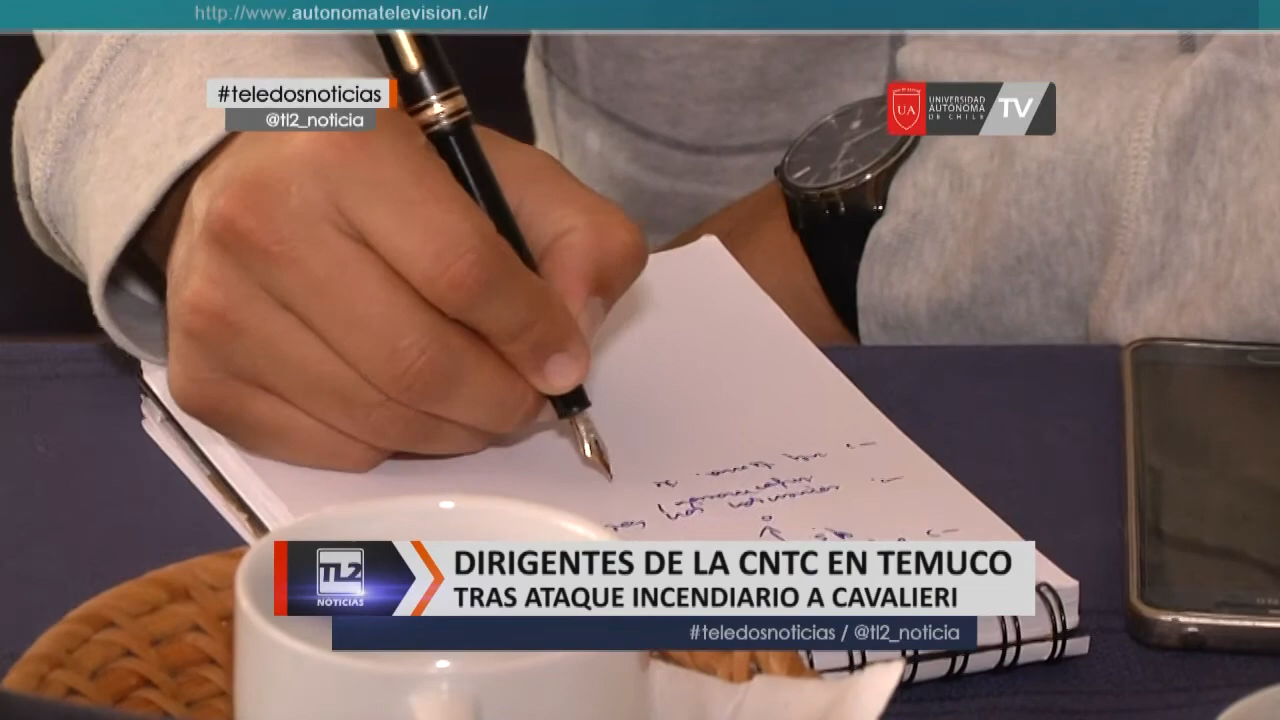 http://www.autonomatelevision.cl/
#teledosnoticias
@tl2_noticia
UA
UNIVERSIDAD
AUTÓNOMA
DE CHILE
TV
TL2
NOTICIAS
DIRIGENTES DE LA CNTC EN TEMUCO
TRAS ATAQUE INCENDIARIO A CAVALIERI
#teledosnoticias / @tl2_noticia